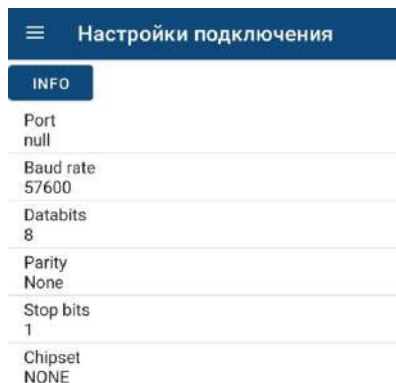 Настройки подключения
INFO
Port
null
Baud rate
57600
Databits
8
Parity
None
Stop bits
1
Chipset
NONE